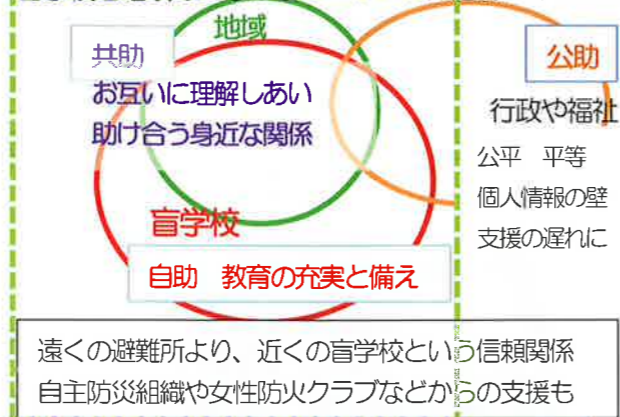 地域
共助
お互いに理解しあい
助け合う身近な関係
公助
行政や福祉
公平　平等
個人情報の壁
支援の遅れに
盲学校
自助　教育の充実と備え
遠くの避難所より、近くの盲学校という信頼関係
自主防災組織や女性防火クラブなどからの支援も